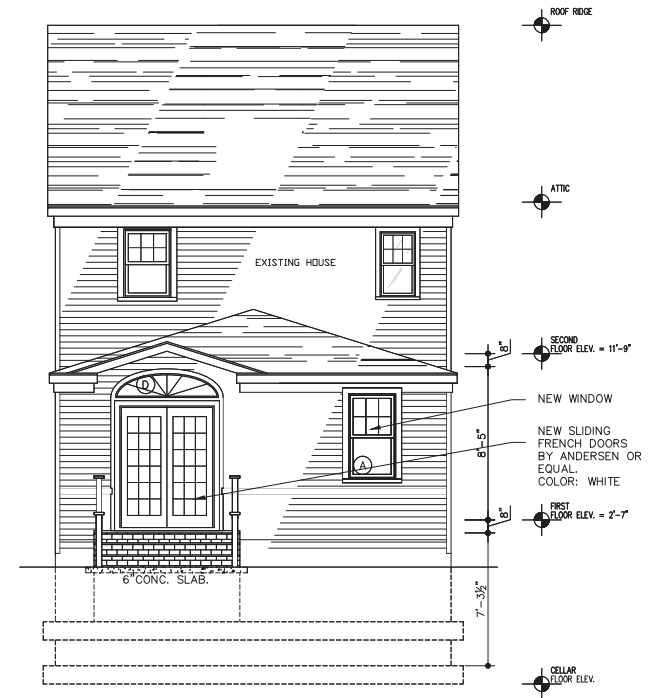 ROOF RIDGE
ATTIC
EXISTING HOUSE
SECOND
FLOOR ELEV. = 11'-9"
8"
D
NEW WINDOW
NEW SLIDING
FRENCH DOORS
BY ANDERSEN OR
EQUAL.
COLOR: WHITE
8'-5"
A
FIRST
FLOOR ELEV. = 2'-7"
8"
6"CONC. SLAB.
7'-3½"
CELLAR
FLOOR ELEV.